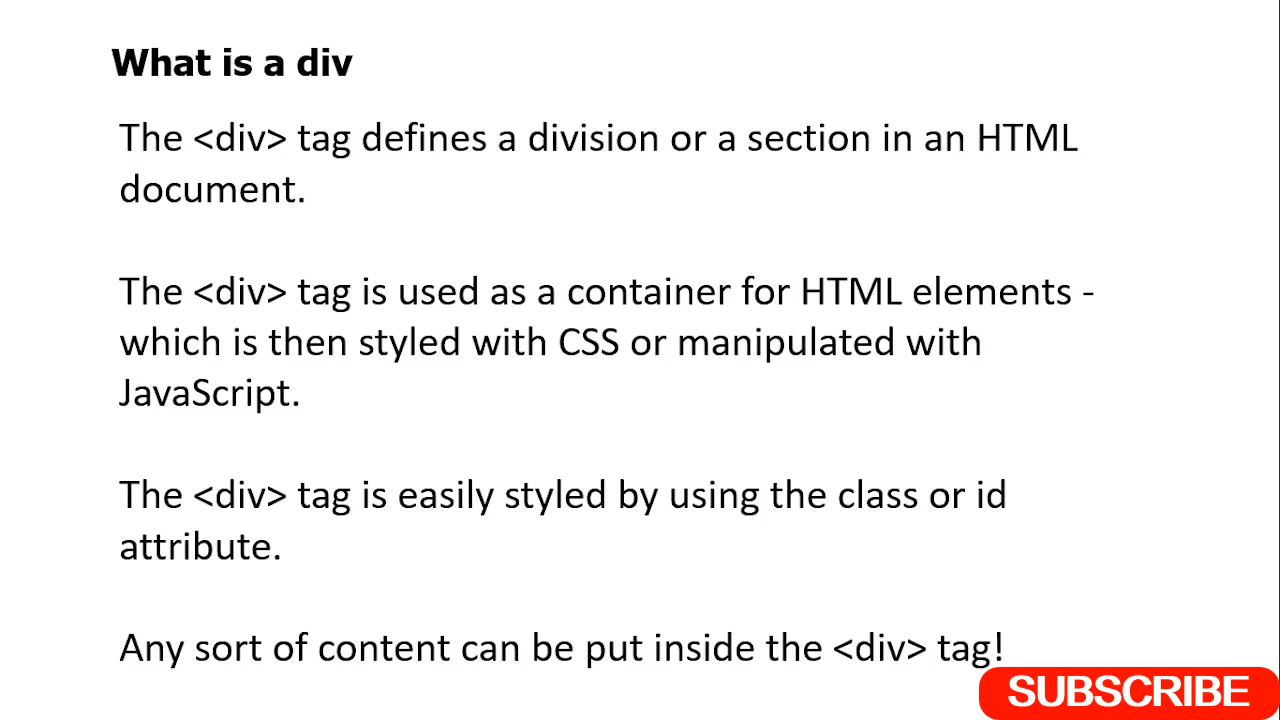 What is a div
The <div> tag defines a division or a section in an HTML
document.
The <div> tag is used as a container for HTML elements -
which is then styled with CSS or manipulated with
JavaScript.
The <div> tag is easily styled by using the class or id
attribute.
Any sort of content can be put inside the <div> tag!
SUBSCRIBE